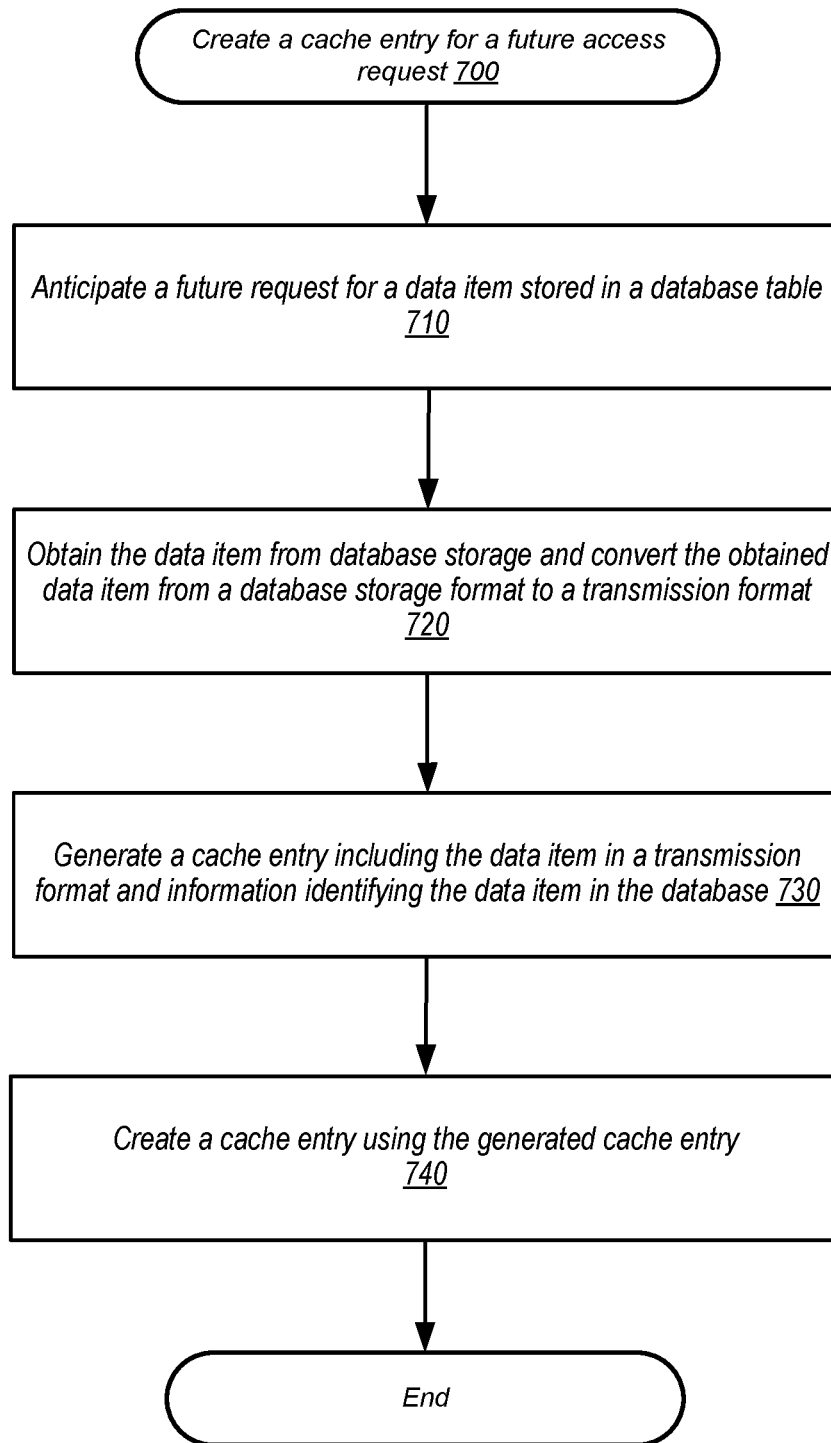 Create a cache entry for a future access
request 700
Anticipate a future request for a data item stored in a database table
710
Obtain the data item from database storage and convert the obtained
data item from a database storage format to a transmission format
720
Generate a cache entry including the data item in a transmission
format and information identifying the data item in the database 730
Create a cache entry using the generated cache entry
740
End